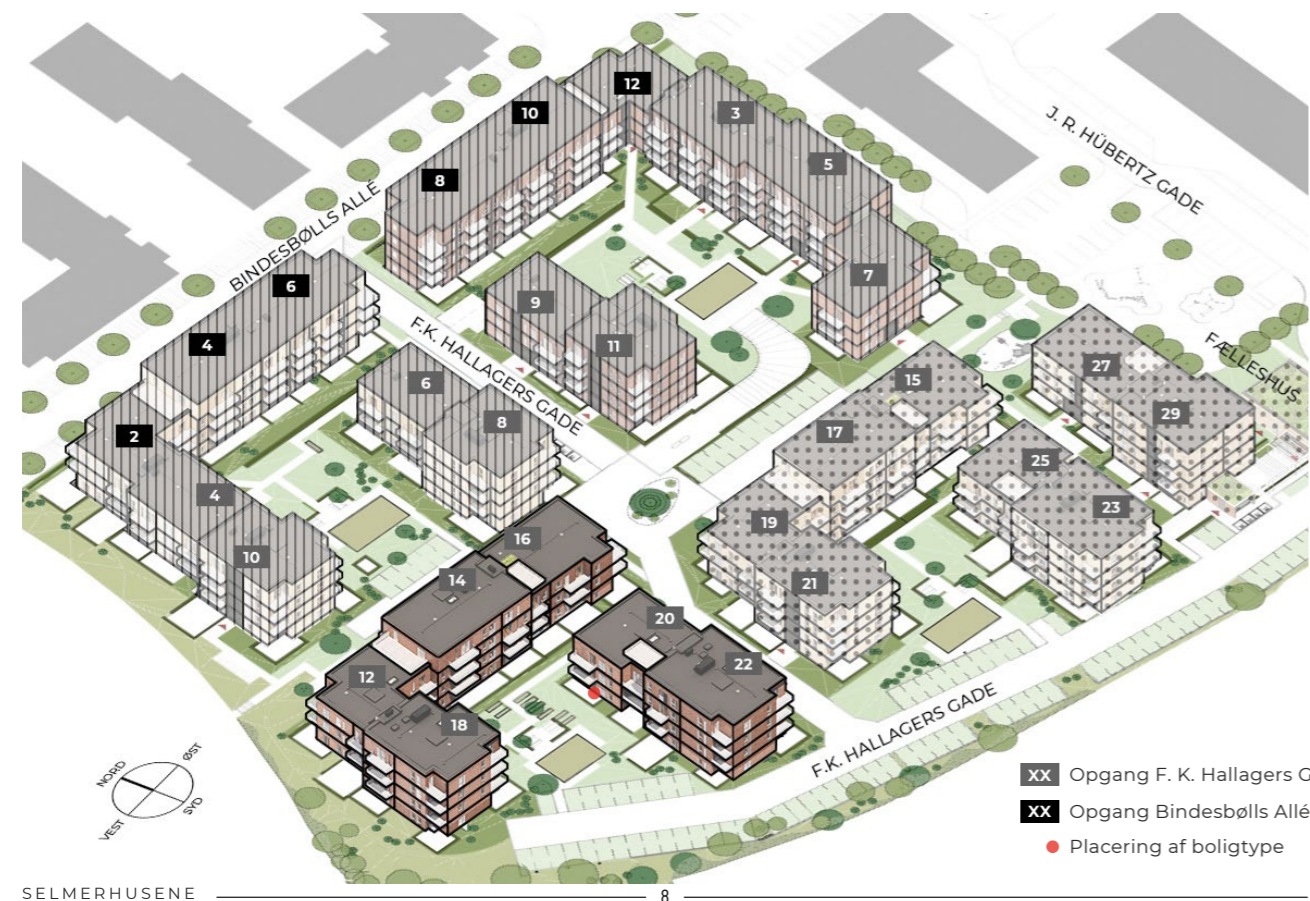 12
10
3
8
5
J. R. HÜBERTZ GADE
BINDESBØLLS ALLÉ
6
7
9
4
F.K. HALLAGERS GADE
11
FÆLLESHUS
27
15
6
29
8
17
2
25
4
23
19
16
10
14
21
20
12
22
18
F.K. HALLAGERS GADE
NORD
ØST
VEST
SYD
XX Opgang F. K. Hallagers G
XX Opgang Bindesbølls Allé
Placering af boligtype
SELMERHUSENE
8